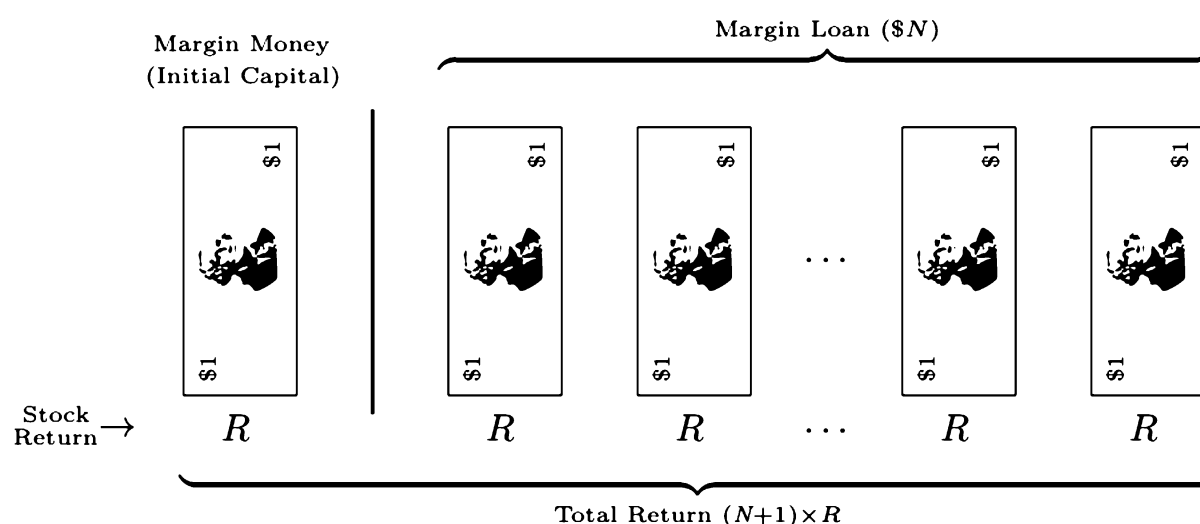 Margin Money
(Initial Capital)
Margin Loan ($N)
$1
$1
$1
$1
$1
...
$1
$1
$1
$1
$1
Stock
Return→
R
R
R
...
R
R
Total Return (N+1)×R